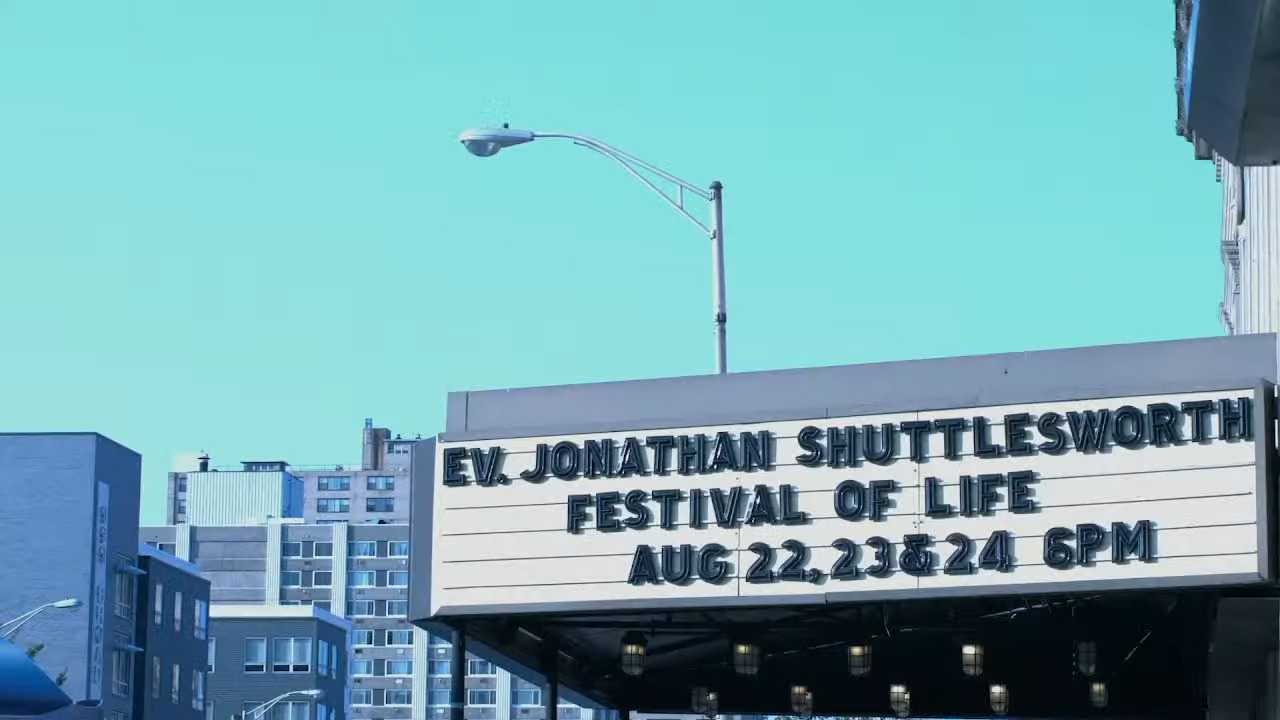 EV. JONATHAN SHUTTLESWORTH
FESTIVAL OF LIFE
AUG 22, 23 & 24 6PM